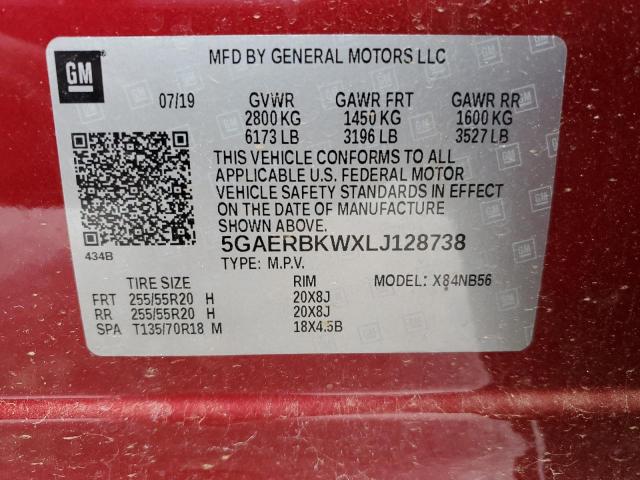 GM
MFD BY GENERAL MOTORS LLC
07/19 GVWR GAWR FRT GAWR RR
2800 KG 1450 KG 1600 KG
6173 LB 3196 LB 3527 LB
THIS VEHICLE CONFORMS TO ALL
APPLICABLE U.S. FEDERAL MOTOR
VEHICLE SAFETY STANDARDS IN EFFECT
ON THE DATE OF MANUFACTURE
SHOWN ABOVE.
5GAERBKWXLJ128738
434B TYPE: M.P.V.
TIRE SIZE RIM MODEL: X84NB56
FRT 255/55R20 H 20X8J
RR 255/55R20 H 20X8J
SPA T135/70R18 M 18X4.5B